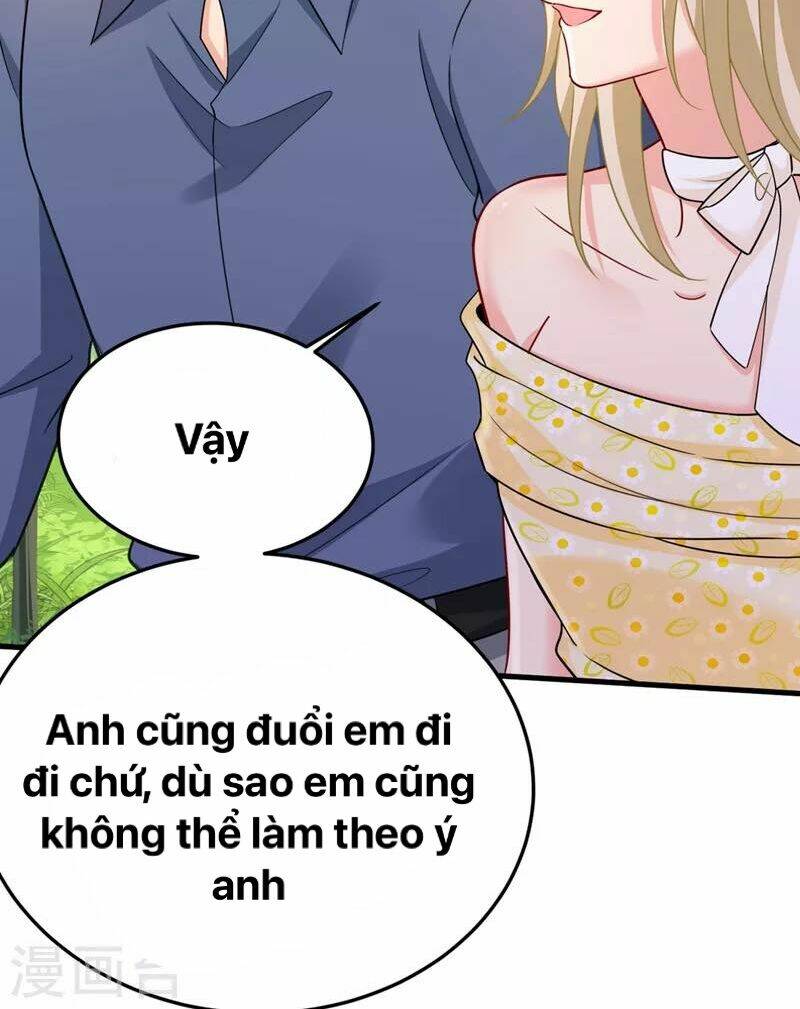 Vậy
Anh cũng đuổi em đi
đi chứ, dù sao em cũng
không thể làm theo ý
anh
漫画台